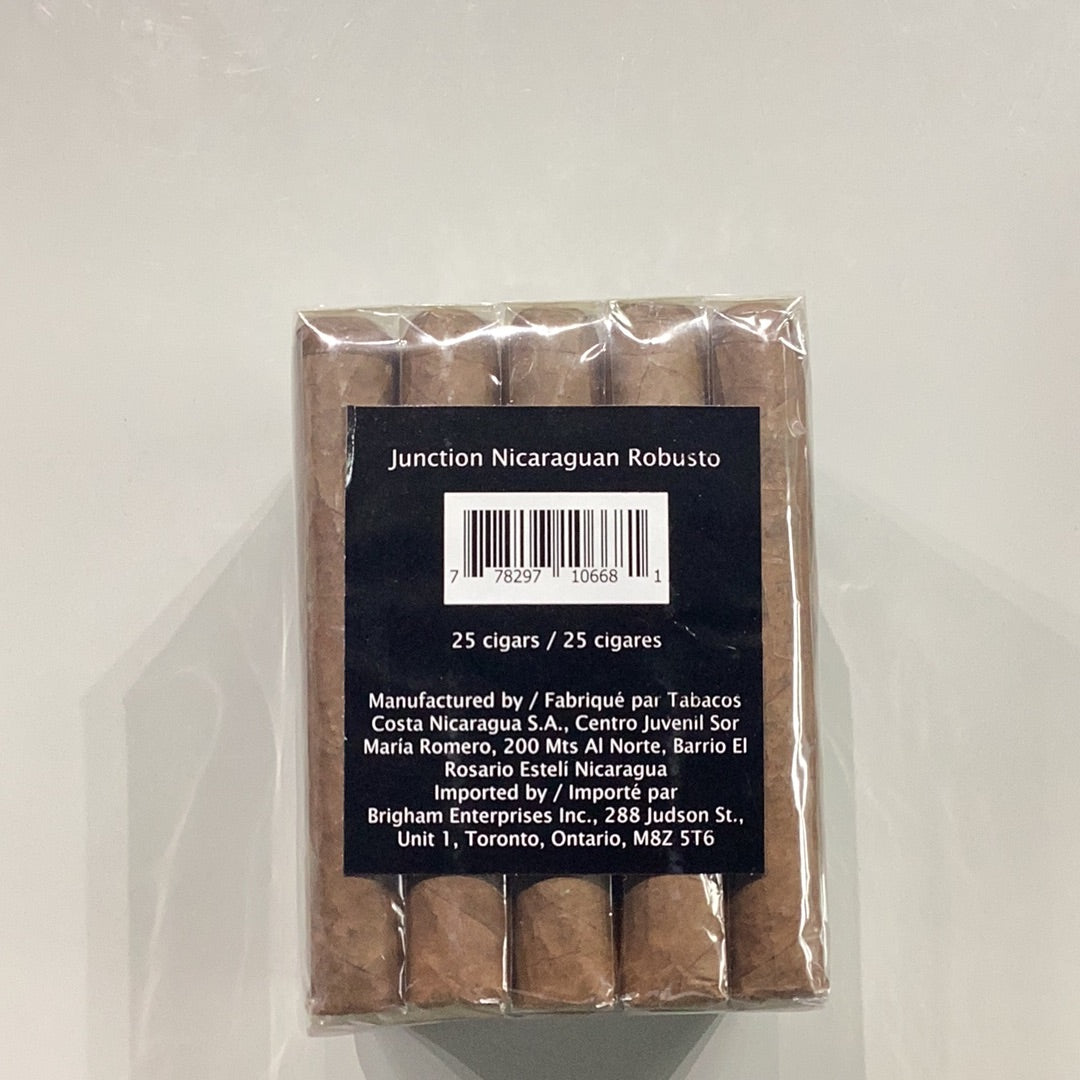 Junction Nicaraguan Robusto
7 78297 10668 1
25 cigars / 25 cigares
Manufactured by / Fabriqué par Tabacos
Costa Nicaragua S.A., Centro Juvenil Sor
María Romero, 200 Mts Al Norte, Barrio El
Rosario Estelí Nicaragua
Imported by / Importé par
Brigham Enterprises Inc., 288 Judson St.,
Unit 1, Toronto, Ontario, M8Z 5T6